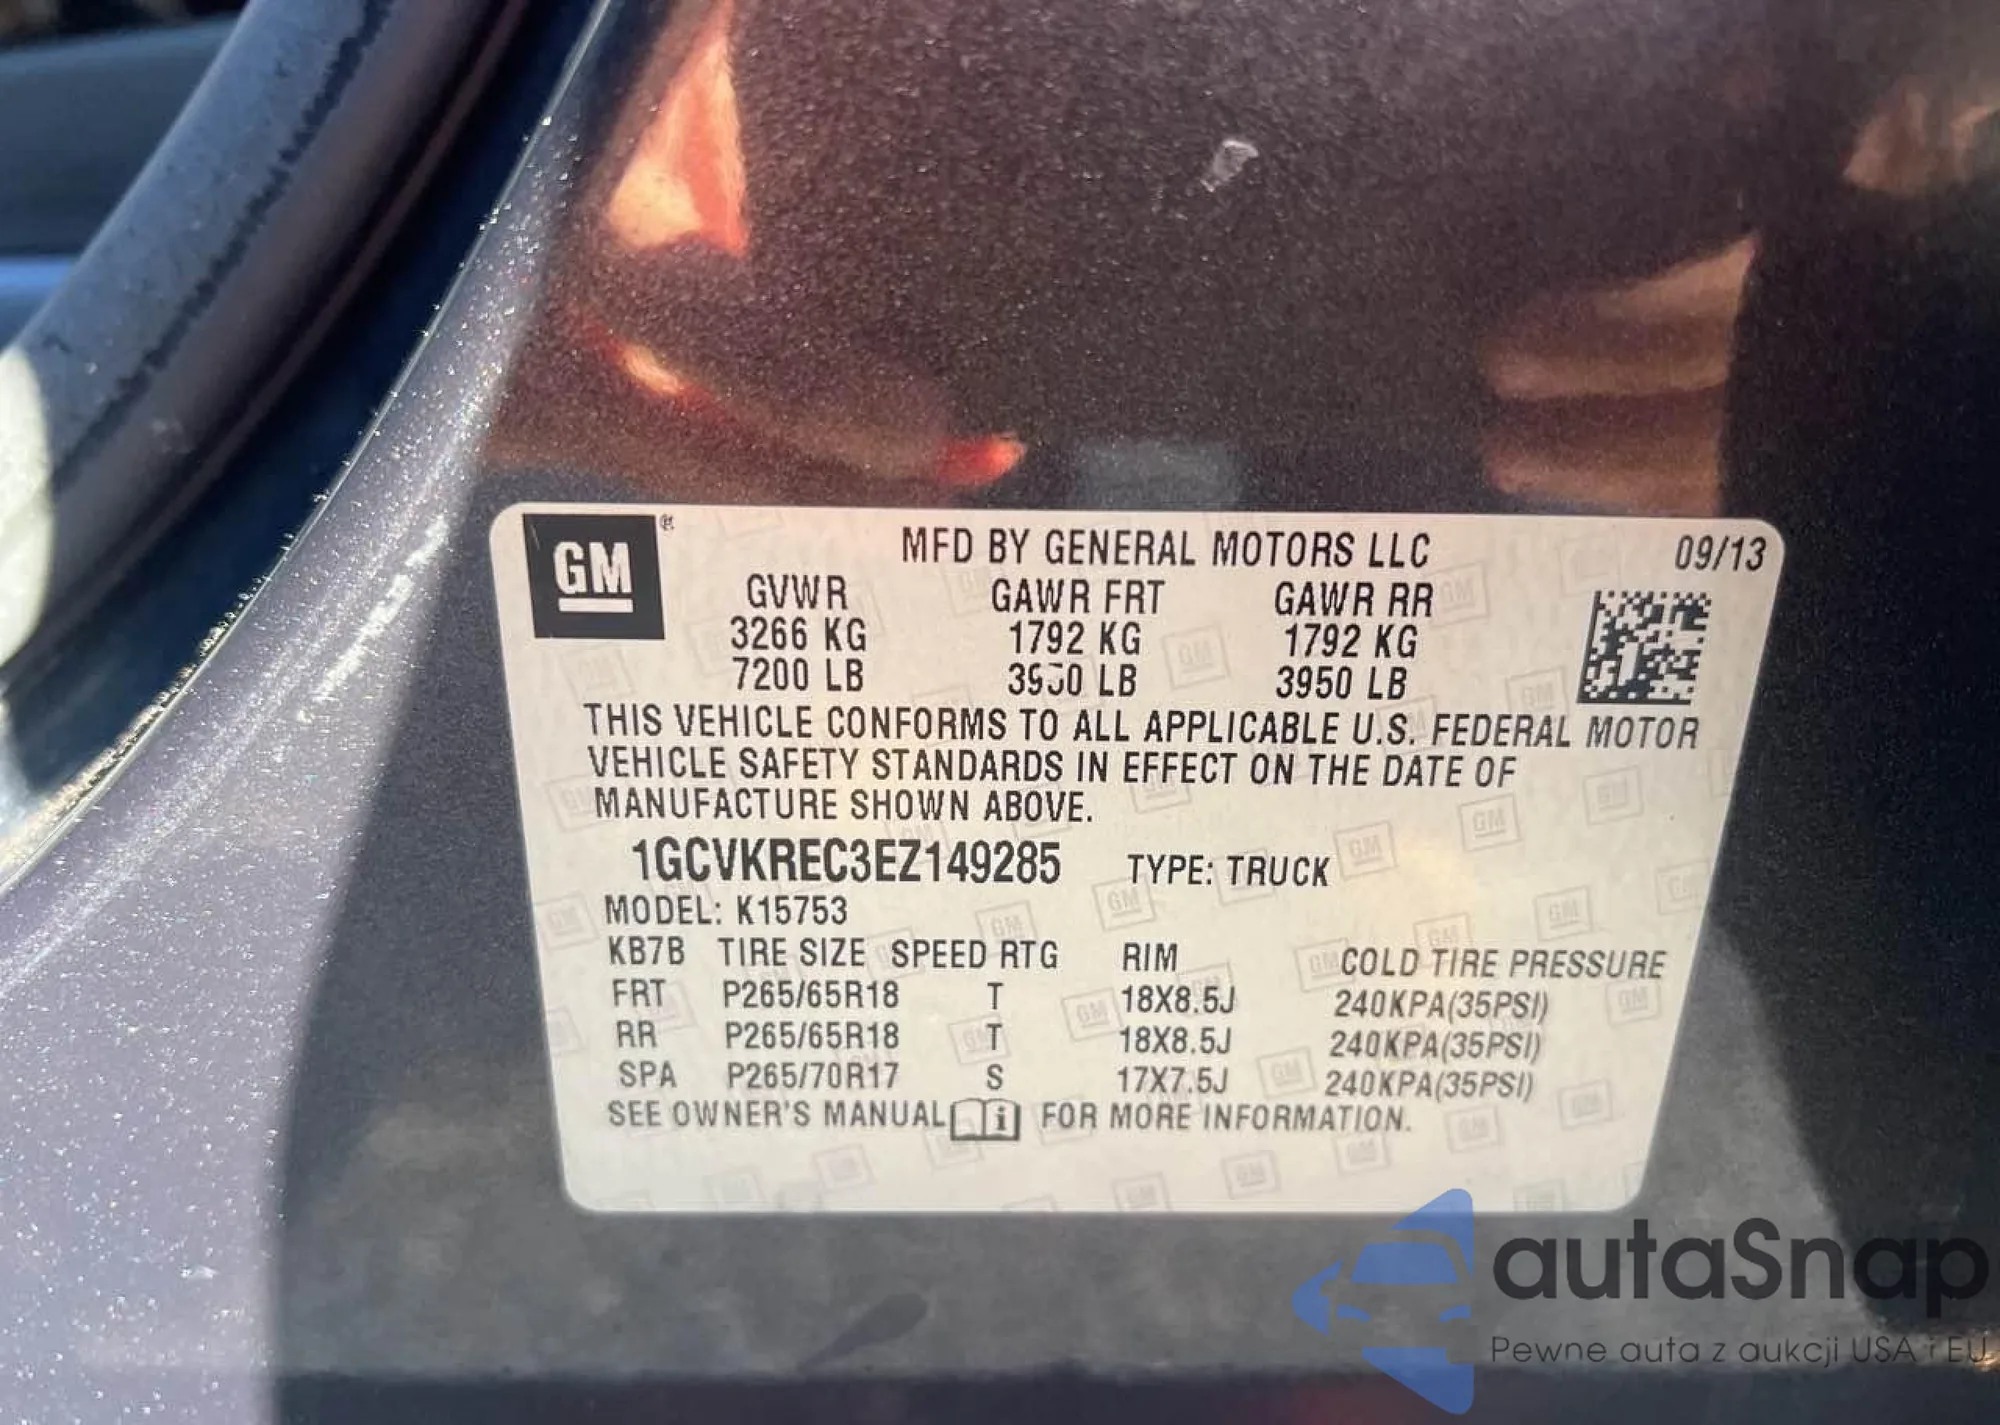 GM
MFD BY GENERAL MOTORS LLC 09/13
GVWR GAWR FRT GAWR RR
3266 KG 1792 KG 1792 KG
7200 LB 3950 LB 3950 LB
THIS VEHICLE CONFORMS TO ALL APPLICABLE U.S. FEDERAL MOTOR
VEHICLE SAFETY STANDARDS IN EFFECT ON THE DATE OF
MANUFACTURE SHOWN ABOVE.
1GCVKREC3EZ149285 TYPE: TRUCK
MODEL: K15753
KB7B TIRE SIZE SPEED RTG RIM COLD TIRE PRESSURE
FRT P265/65R18 T 18X8.5J 240KPA(35PSI)
RR P265/65R18 T 18X8.5J 240KPA(35PSI)
SPA P265/70R17 S 17X7.5J 240KPA(35PSI)
SEE OWNER'S MANUAL i FOR MORE INFORMATION.
autaSnap
Pewne auta z aukcji USA i EU